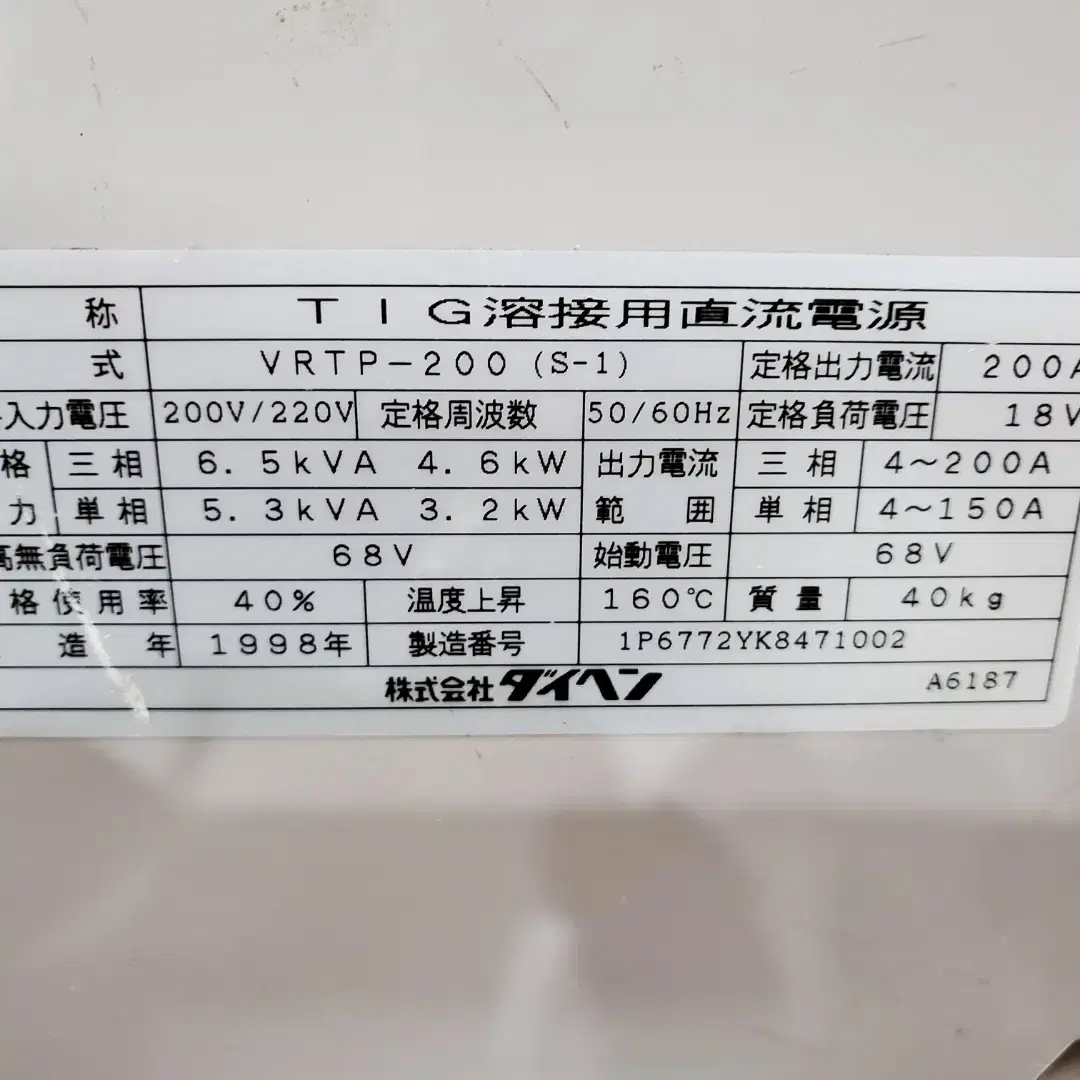 称 TIG溶接用直流電源
式 VRTP-200 (S-1) 定格出力電流 200A
入力電圧 200V/220V 定格周波数 50/60Hz 定格負荷電圧 18V
格 三相 6.5kVA 4.6kW 出力電流 三相 4～200A
力 単相 5.3kVA 3.2kW 範囲 単相 4～150A
高無負荷電圧 68V 始動電圧 68V
格使用率 40% 温度上昇 160℃ 質量 40kg
造年 1998年 製造番号 1P6772YK8471002
株式会社ダイヘン A6187